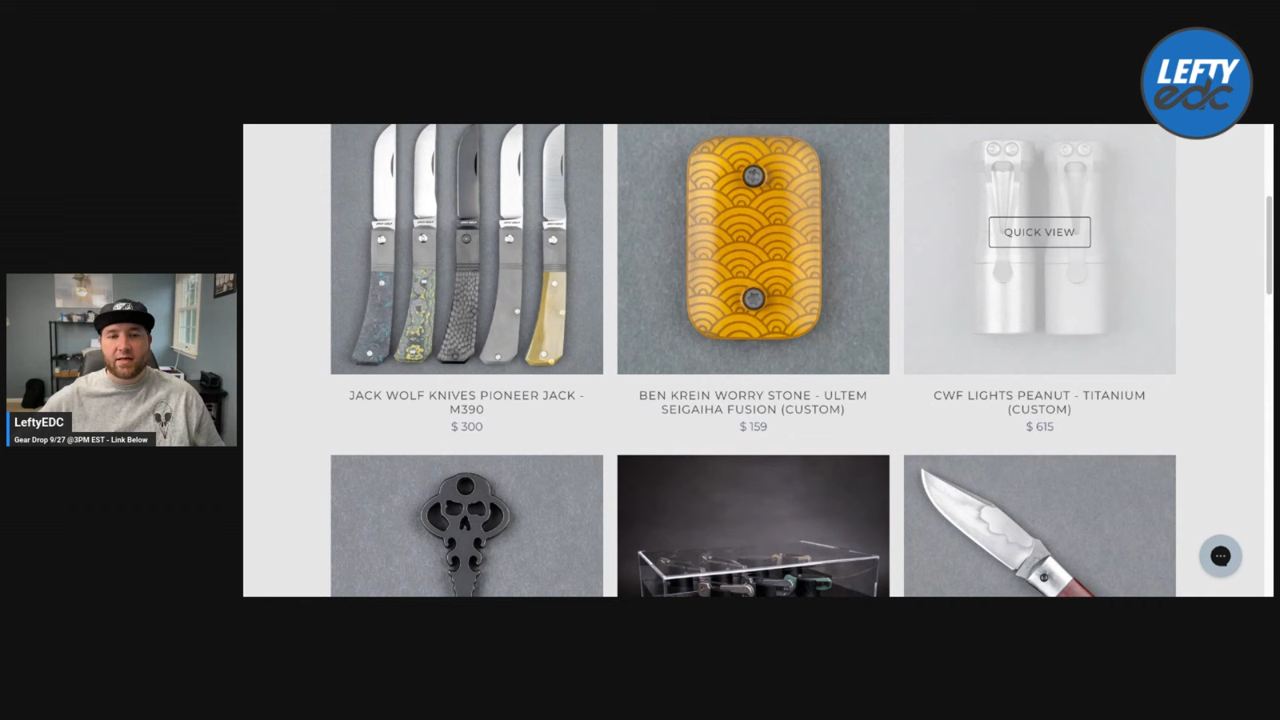 LEFTY
edc
QUICK VIEW
JACK WOLF KNIVES PIONEER JACK -
M390
$ 300
BEN KREIN WORRY STONE - ULTEM
SEIGAIHA FUSION (CUSTOM)
$ 159
CWF LIGHTS PEANUT - TITANIUM
(CUSTOM)
$ 615
LeftyEDC
Gear Drop 9/27 @3PM EST - Link Below